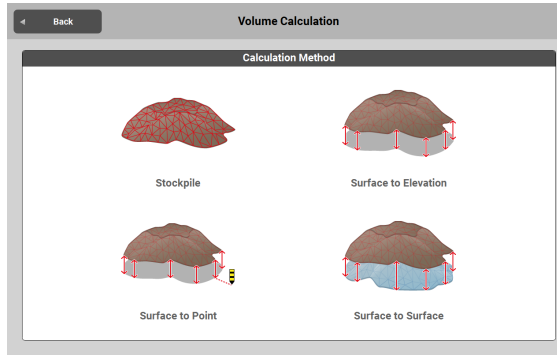 Back
Volume Calculation
Calculation Method
Stockpile
Surface to Elevation
Surface to Point
Surface to Surface